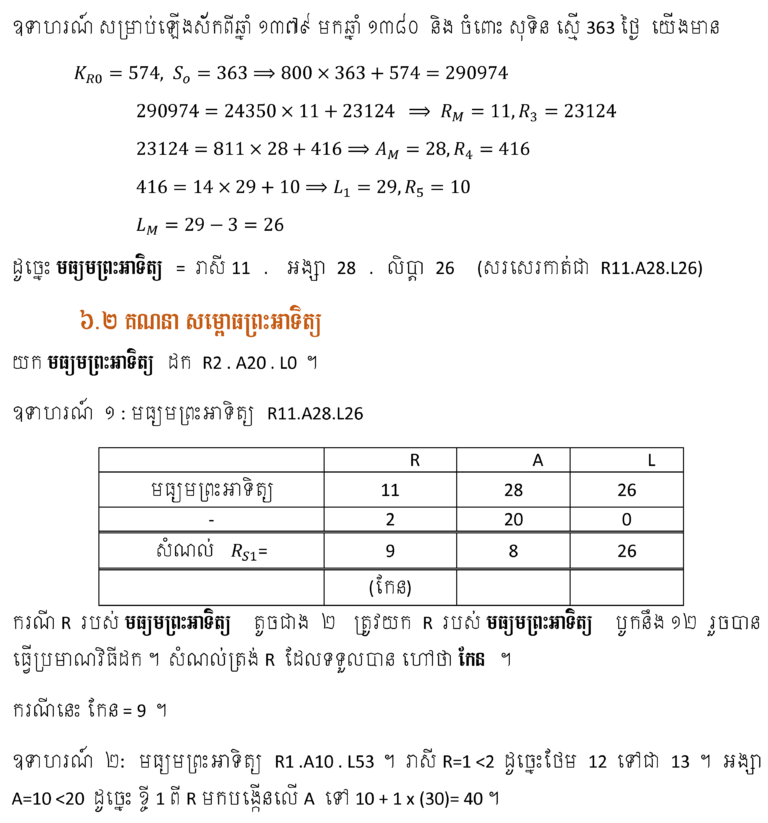 ឧទាហរណ៍ សម្រាប់ឡើងស័កពីឆ្នាំ ១៣៧៩ មកឆ្នាំ ១៣៨០ និង ចំពោះ សុទិន ស្មើ 363 ថ្ងៃ យើងមាន
K_{R0} = 574, S_o = 363 ⟹ 800 × 363 + 574 = 290974
290974 = 24350 × 11 + 23124 ⟹ R_M = 11, R_3 = 23124
23124 = 811 × 28 + 416 ⟹ A_M = 28, R_4 = 416
416 = 14 × 29 + 10 ⟹ L_1 = 29, R_5 = 10
L_M = 29 − 3 = 26
ដូច្នេះ មធ្យមព្រះអាទិត្យ = រាសី 11 . អង្សា 28 . លិប្ដា 26 (សរសេរកាត់ជា R11.A28.L26)
៦.២ គណនា សម្ពោធព្រះអាទិត្យ
យក មធ្យមព្រះអាទិត្យ ដក R2 . A20 . L0 ។
ឧទាហរណ៍ ១ : មធ្យមព្រះអាទិត្យ R11.A28.L26
R A L
មធ្យមព្រះអាទិត្យ 11 28 26
- 2 20 0
សំណល់ R_{S1}= 9 8 26
(កែន)
ករណី R របស់ មធ្យមព្រះអាទិត្យ តូចជាង ២ ត្រូវយក R របស់ មធ្យមព្រះអាទិត្យ បូកនឹង ១២ រួចបាន
ធ្វើប្រមាណវិធីដក ។ សំណល់ត្រង់ R ដែលទទួលបាន ហៅថា កែន ។
ករណីនេះ កែន = 9 ។
ឧទាហរណ៍ ២: មធ្យមព្រះអាទិត្យ R1 .A10 . L53 ។ រាសី R=1 <2 ដូច្នេះថែម 12 ទៅជា 13 ។ អង្សា
A=10 <20 ដូច្នេះ ខ្ចី 1 ពី R មកបង្កើនលើ A ទៅ 10 + 1 x (30)= 40 ។